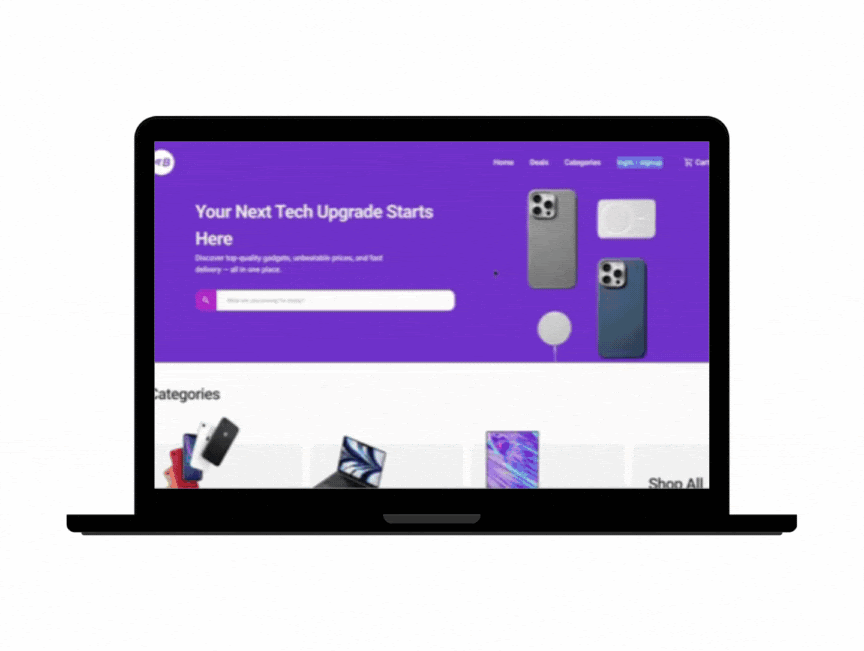 Home
Deals
Categories
login / signup
Cart
Your Next Tech Upgrade Starts
Here
Discover top-quality gadgets, unbeatable prices, and fast
delivery — all in one place.
Categories
Shop All